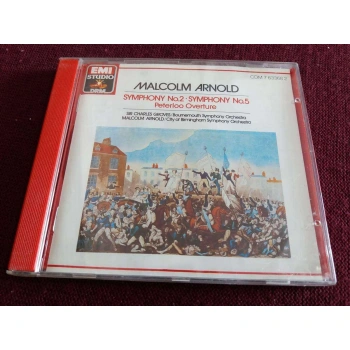 EMI
STUDIO
DRM
MALCOLM ARNOLD
SYMPHONY No.2 · SYMPHONY No.5
Peterloo Overture
SIR CHARLES GROVES/Bournemouth Symphony Orchestra
MALCOLM ARNOLD/City of Birmingham Symphony Orchestra